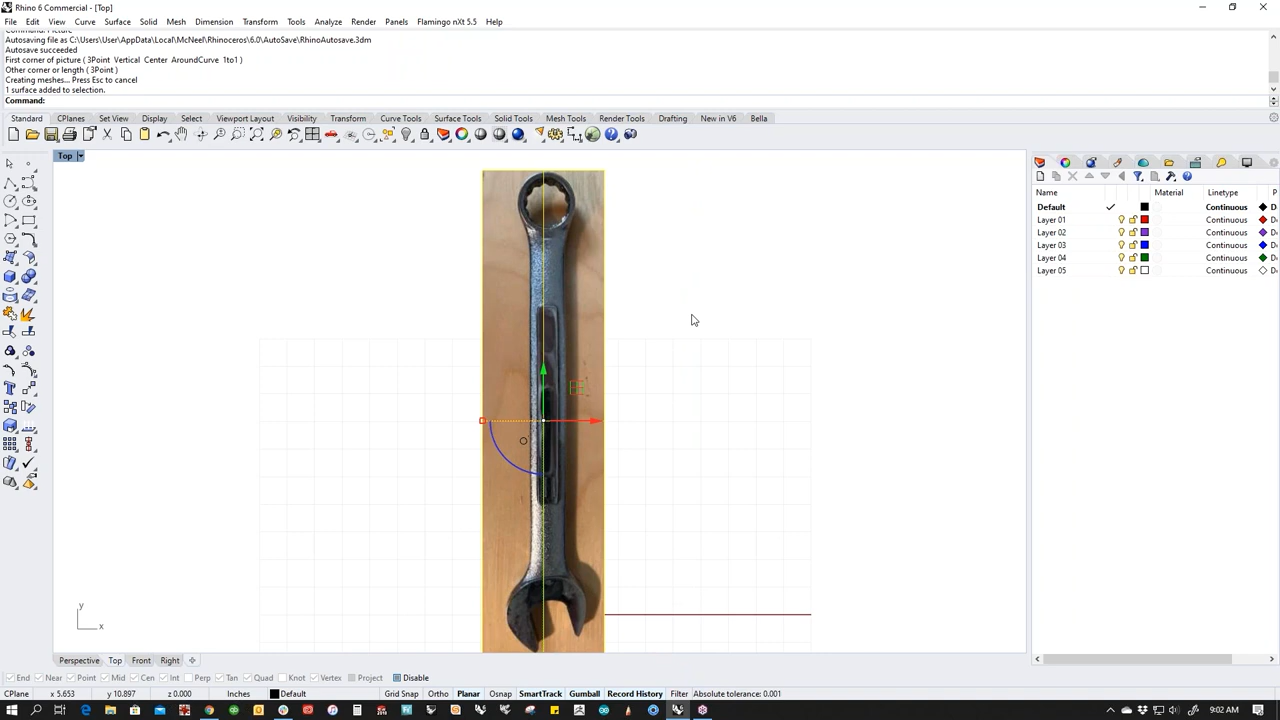 Rhino 6 Commercial - [Top]
File Edit View Curve Surface Solid Mesh Dimension Transform Tools Analyze Render Panels Flamingo nXt 5.5 Help
Autosaving file as C:\Users\User\AppData\Local\McNeel\Rhinoceros\6.0\AutoSave\RhinoAutosave.3dm
Autosave succeeded
First corner of picture ( 3Point Vertical Center AroundCurve 1to1 )
Other corner or length ( 3Point )
Creating meshes... Press Esc to cancel
1 surface added to selection.
Command:
Standard CPlanes Set View Display Select Viewport Layout Visibility Transform Curve Tools Surface Tools Solid Tools Mesh Tools Render Tools Drafting New in V6 Bella
Top
Name Material Linetype P
Default Continuous D
Layer 01 Continuous D
Layer 02 Continuous D
Layer 03 Continuous D
Layer 04 Continuous D
Layer 05 Continuous D
y
x
Perspective Top Front Right
End Near Point Mid Cen Int Perp Tan Quad Knot Vertex Project Disable
CPlane x 5.653 y 10.897 z 0.000 Inches Default Grid Snap Ortho Planar Osnap SmartTrack Gumball Record History Filter Absolute tolerance: 0.001
9:02 AM